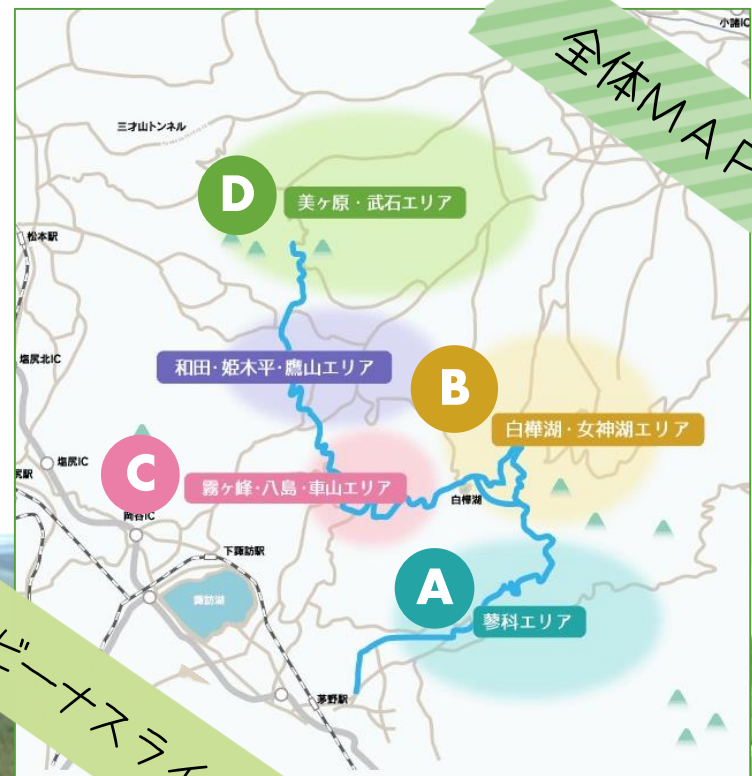 小諸IC
全体MAP
三才山トンネル
D
美ヶ原・武石エリア
松本駅
塩尻北IC
和田・姫木平・鷹山エリア
B
白樺湖・女神湖エリア
塩尻IC
C
霧ヶ峰・八島・車山エリア
白樺湖
岡谷IC
下諏訪駅
諏訪湖
A
蓼科エリア
茅野駅
ビーナスライ